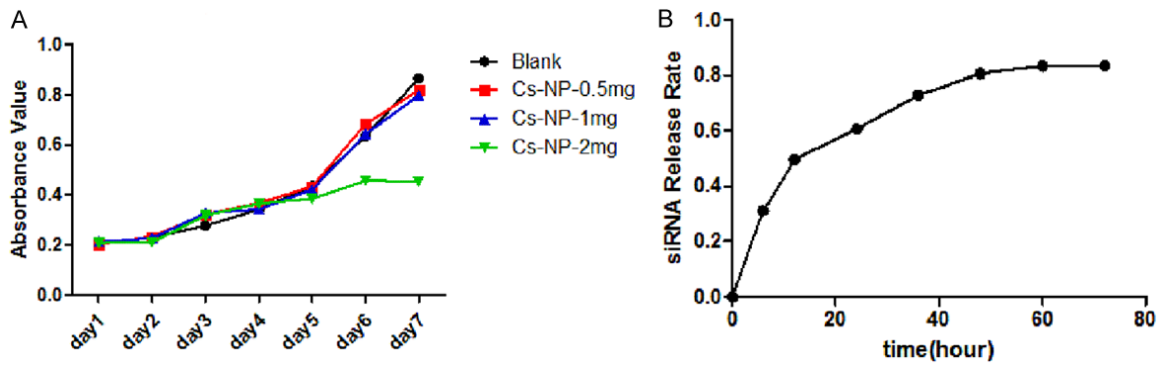 A
Absorbance Value
1.0
0.8
0.6
0.4
0.2
0.0
day1
day2
day3
day4
day5
day6
day7
Blank
Cs-NP-0.5mg
Cs-NP-1mg
Cs-NP-2mg
B
siRNA Release Rate
1.0
0.8
0.6
0.4
0.2
0.0
0
20
40
60
80
time(hour)